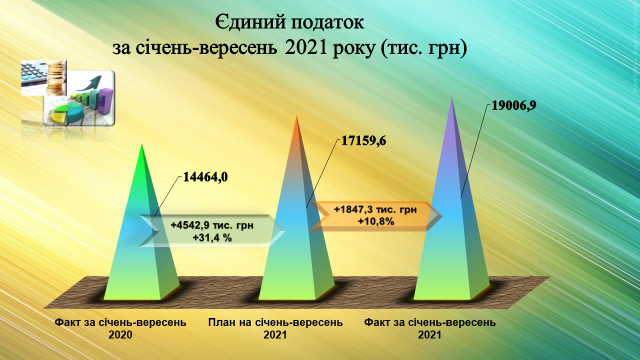 Єдиний податок
за січень-вересень 2021 року (тис. грн)
19006,9
17159,6
14464,0
+1847,3 тис. грн
+10,8%
+4542,9 тис. грн
+31,4 %
Факт за січень-вересень
2020
План на січень-вересень
2021
Факт за січень-вересень
2021